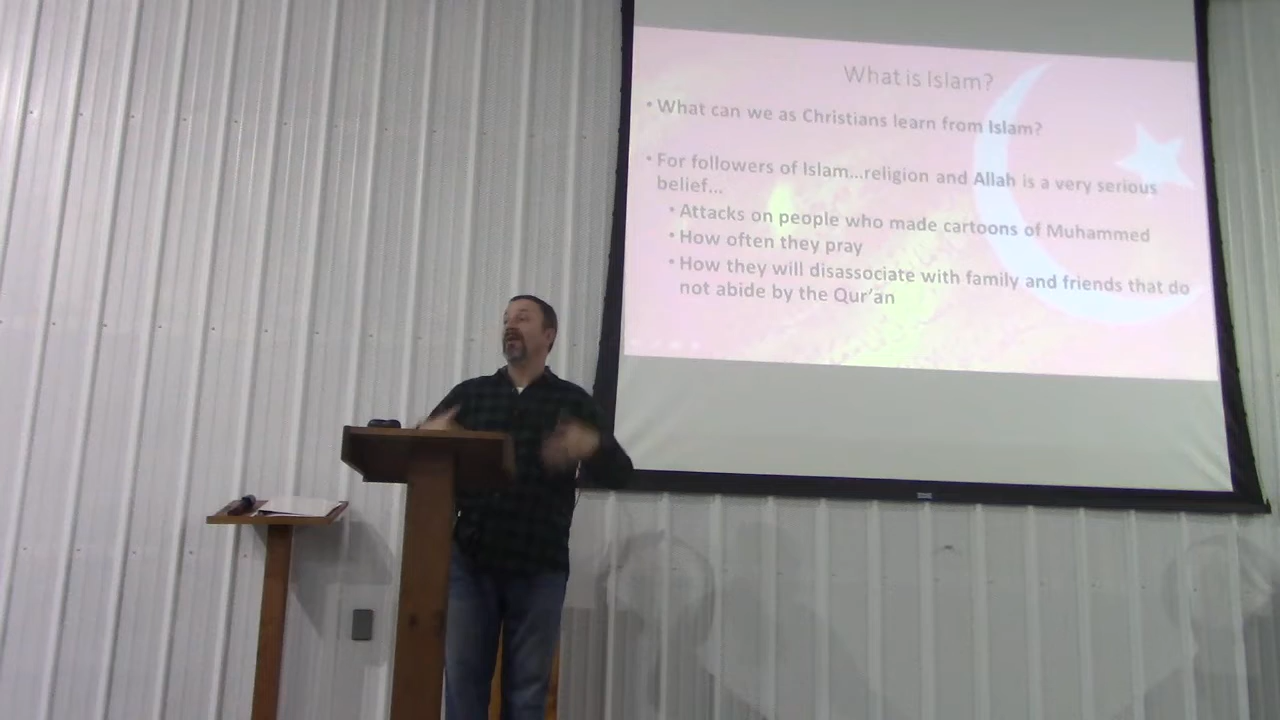 What is Islam?
• What can we as Christians learn from Islam?
• For followers of Islam...religion and Allah is a very serious
belief...
• Attacks on people who made cartoons of Muhammed
• How often they pray
• How they will disassociate with family and friends that do
not abide by the Qur'an